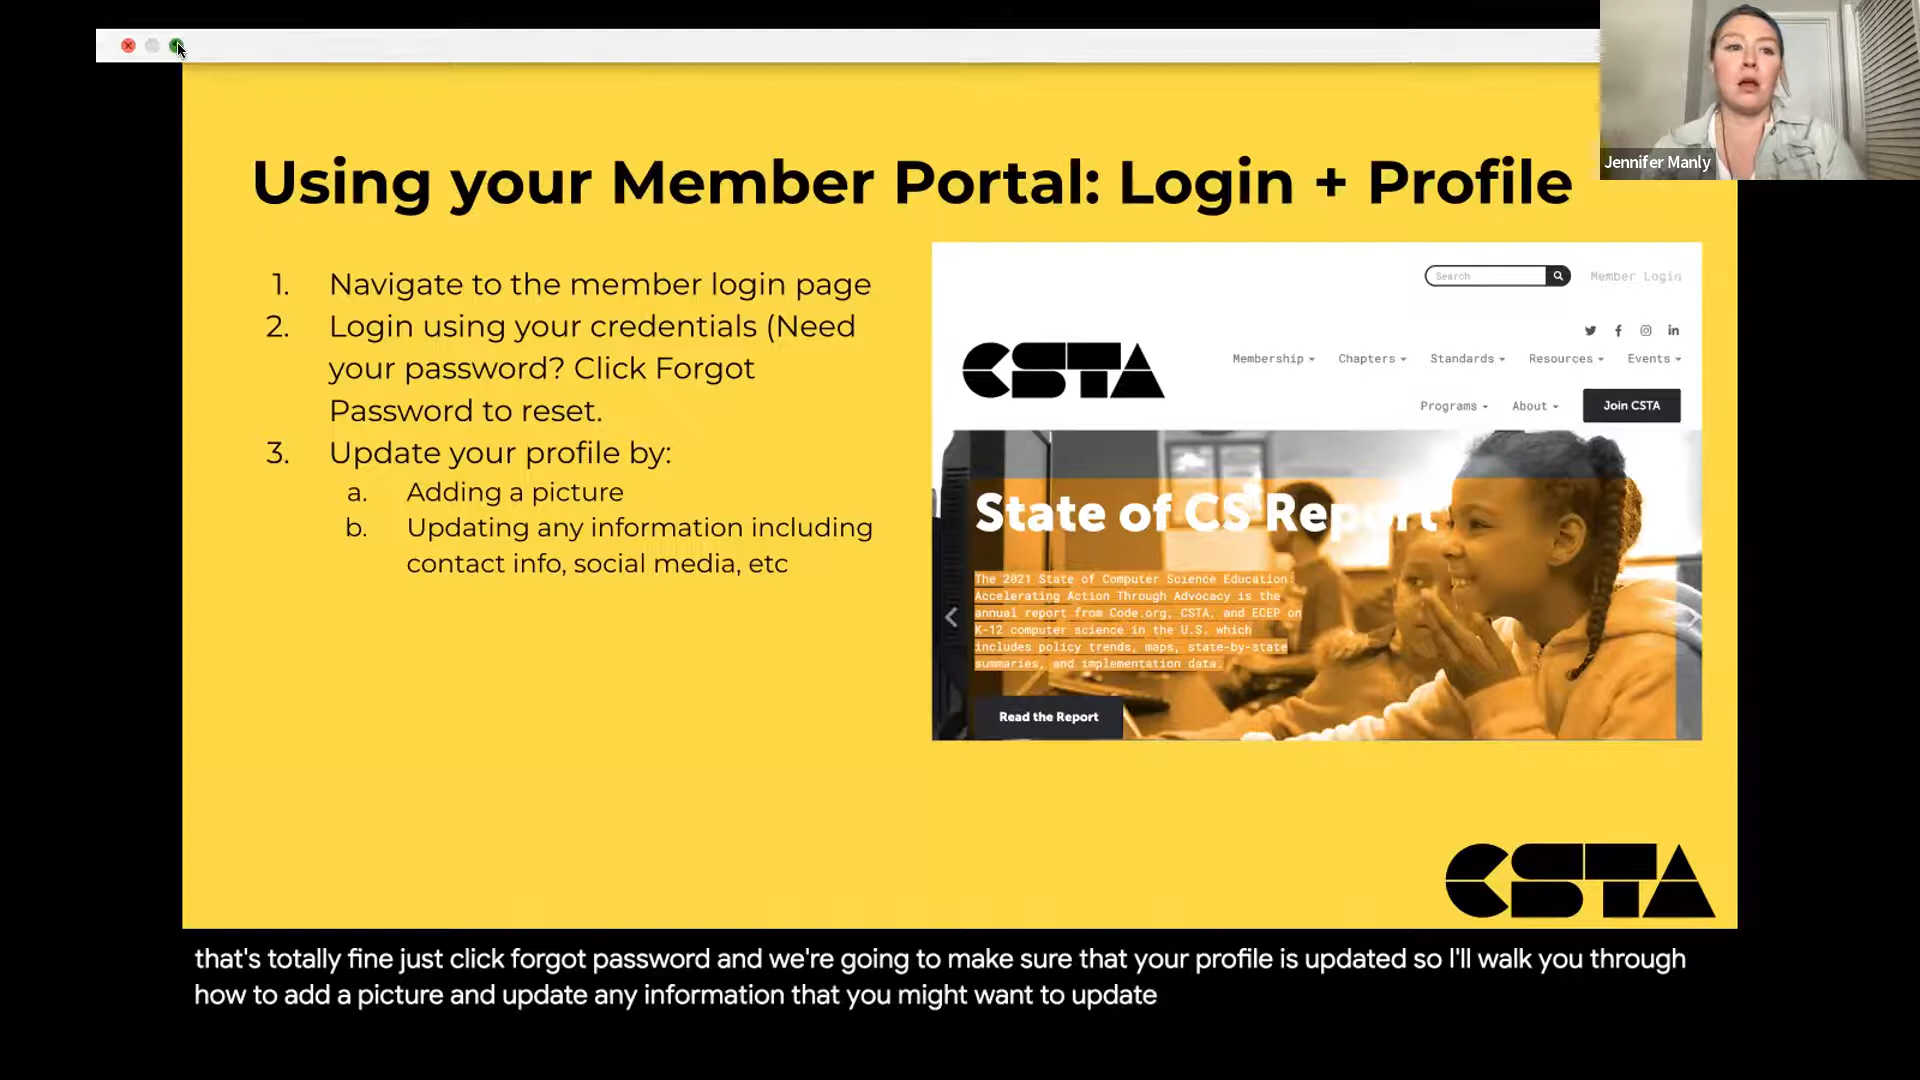 Jennifer Manly
Using your Member Portal: Login + Profile
1. Navigate to the member login page
2. Login using your credentials (Need
your password? Click Forgot
Password to reset.
3. Update your profile by:
a. Adding a picture
b. Updating any information including
contact info, social media, etc
Search
Member Login
CSTA
Membership
Chapters
Standards
Resources
Events
Programs
About
Join CSTA
State of CS Report
The 2021 State of Computer Science Education:
Accelerating Action Through Advocacy is the
annual report from Code.org, CSTA, and ECEP on
K-12 computer science in the U.S. which
includes policy trends, maps, state-by-state
summaries, and implementation data.
Read the Report
CSTA
that's totally fine just click forgot password and we're going to make sure that your profile is updated so I'll walk you through
how to add a picture and update any information that you might want to update